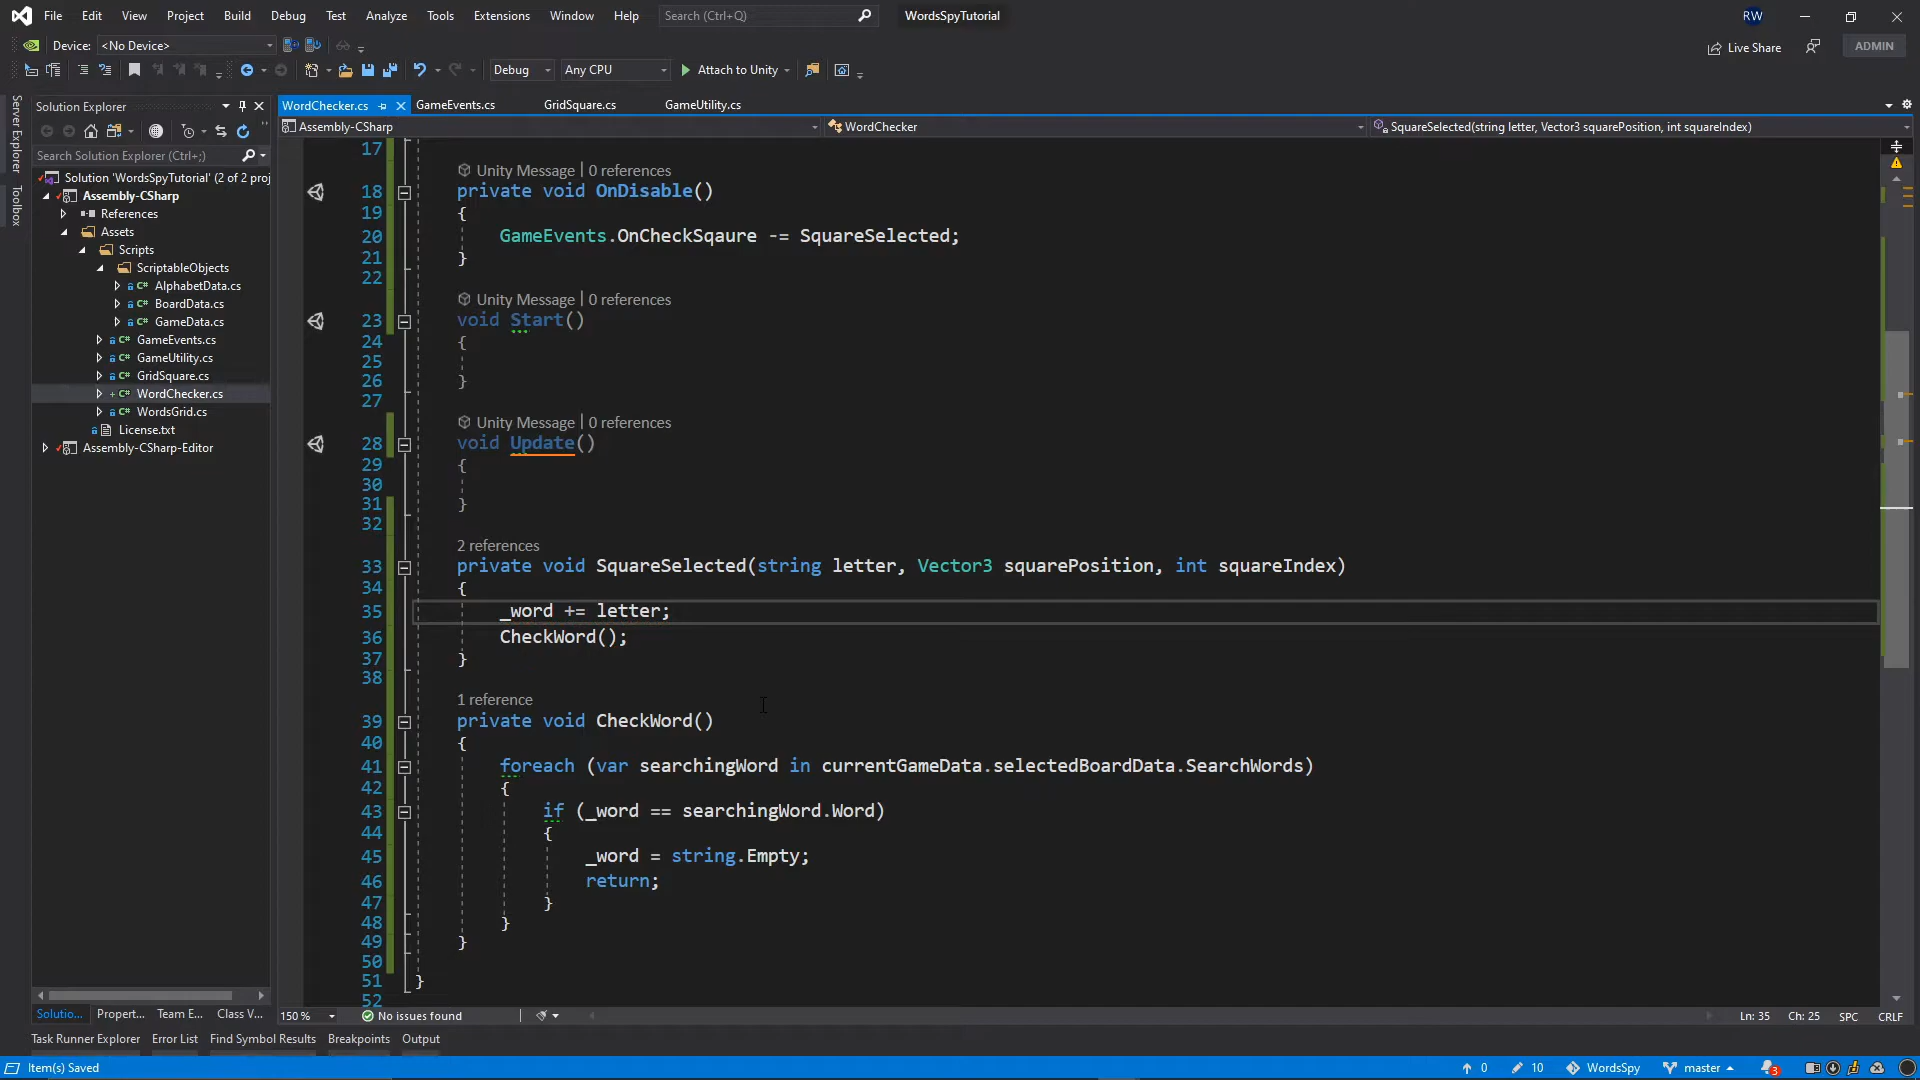 File Edit View Project Build Debug Test Analyze Tools Extensions Window Help Search (Ctrl+Q) WordsSpyTutorial RW
Device: <No Device> Live Share ADMIN
Debug Any CPU Attach to Unity
Server Explorer
Toolbox
Solution Explorer
Search Solution Explorer (Ctrl+;)
Solution 'WordsSpyTutorial' (2 of 2 proj
Assembly-CSharp
References
Assets
Scripts
ScriptableObjects
AlphabetData.cs
BoardData.cs
GameData.cs
GameEvents.cs
GameUtility.cs
GridSquare.cs
WordChecker.cs
WordsGrid.cs
License.txt
Assembly-CSharp-Editor
WordChecker.cs GameEvents.cs GridSquare.cs GameUtility.cs
Assembly-CSharp WordChecker SquareSelected(string letter, Vector3 squarePosition, int squareIndex)
17
Unity Message | 0 references
18 private void OnDisable()
19 {
20 GameEvents.OnCheckSqaure -= SquareSelected;
21 }
22
Unity Message | 0 references
23 void Start()
24 {
25
26 }
27
Unity Message | 0 references
28 void Update()
29 {
30
31 }
32
2 references
33 private void SquareSelected(string letter, Vector3 squarePosition, int squareIndex)
34 {
35 _word += letter;
36 CheckWord();
37 }
38
1 reference
39 private void CheckWord()
40 {
41 foreach (var searchingWord in currentGameData.selectedBoardData.SearchWords)
42 {
43 if (_word == searchingWord.Word)
44 {
45 _word = string.Empty;
46 return;
47 }
48 }
49 }
50
51 }
52
Solutio... Propert... Team E... Class V...
150 % No issues found Ln: 35 Ch: 25 SPC CRLF
Task Runner Explorer Error List Find Symbol Results Breakpoints Output
Item(s) Saved 0 10 WordsSpy master 3